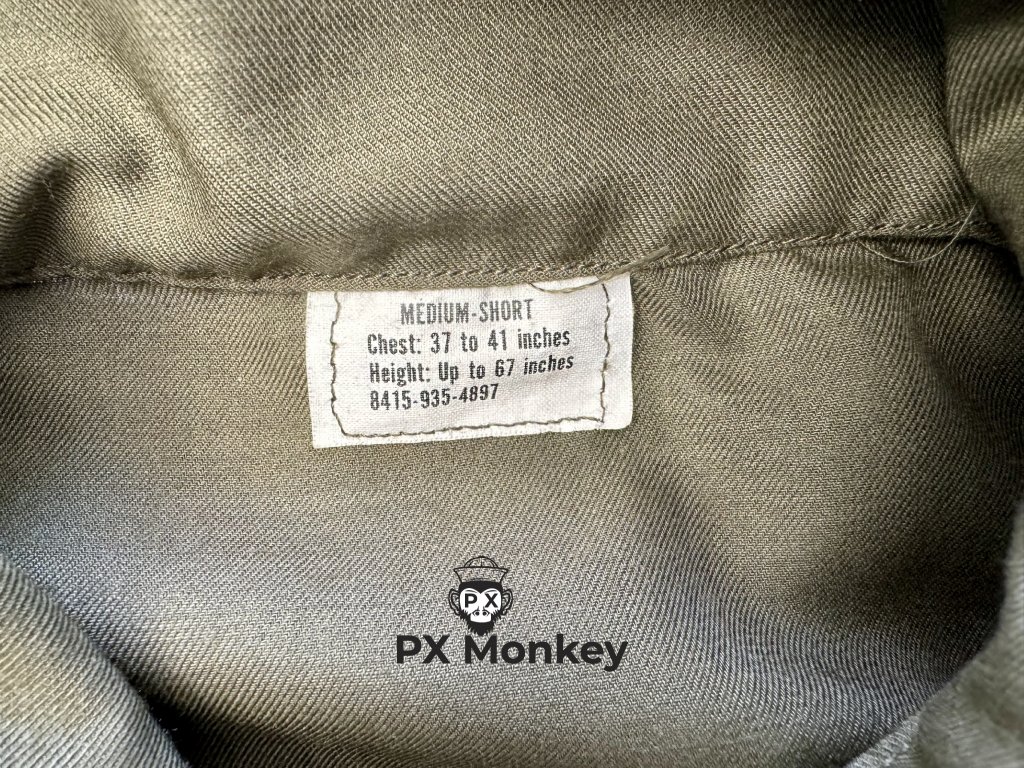 MEDIUM-SHORT
Chest: 37 to 41 inches
Height: Up to 67 inches
8415-935-4897
PX
PX Monkey